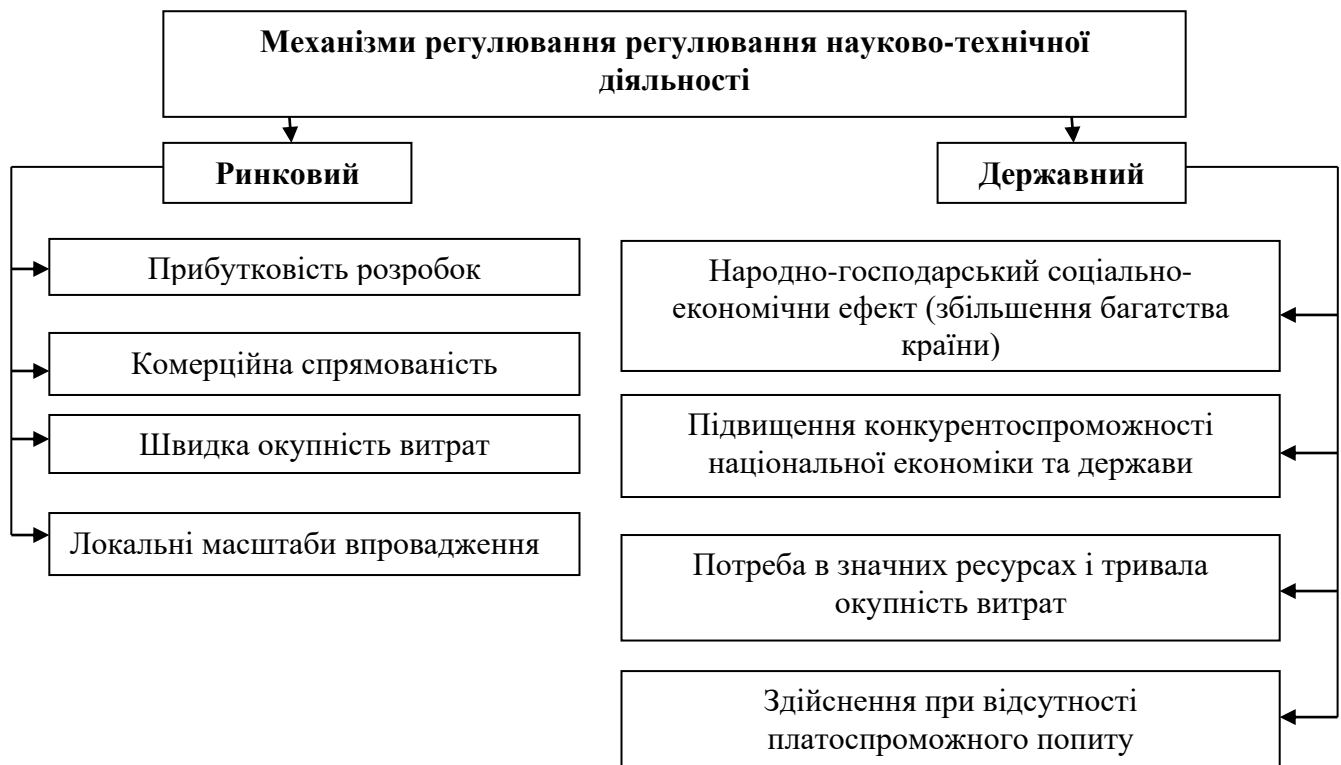 Механізми регулювання регулювання науково-технічної
діяльності
Ринковий
Державний
Прибутковість розробок
Комерційна спрямованість
Швидка окупність витрат
Локальні масштаби впровадження
Народно-господарський соціально-
економічни ефект (збільшення багатства
країни)
Підвищення конкурентоспроможності
національної економіки та держави
Потреба в значних ресурсах і тривала
окупність витрат
Здійснення при відсутності
платоспроможного попиту